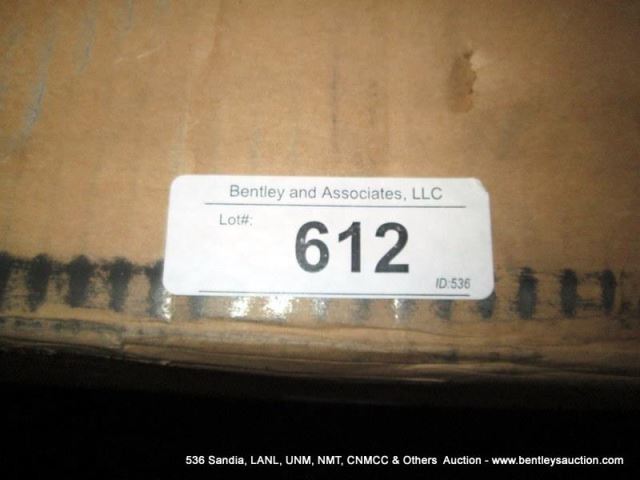 Bentley and Associates, LLC
Lot#:
612
ID:536
536 Sandia, LANL, UNM, NMT, CNMCC & Others Auction - www.bentleysauction.com